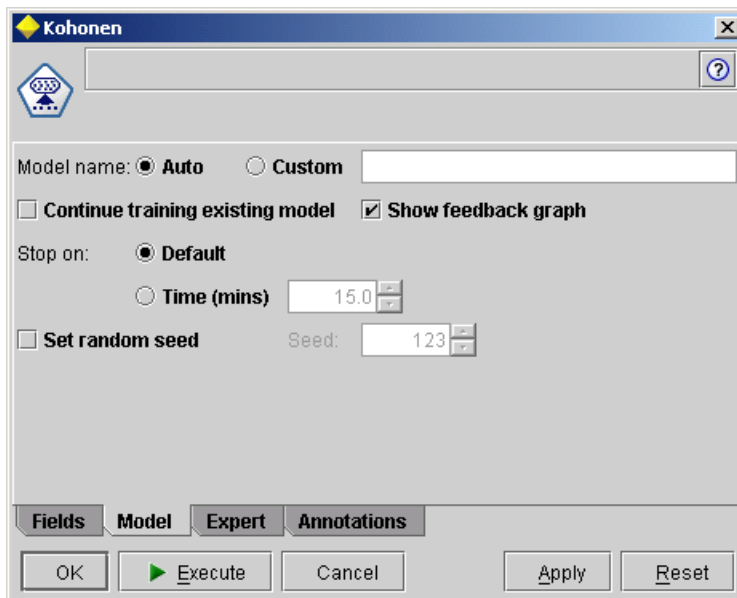 Kohonen
Model name: Auto Custom
Continue training existing model Show feedback graph
Stop on: Default
Time (mins) 15.0
Set random seed Seed: 123
Fields Model Expert Annotations
OK Execute Cancel Apply Reset